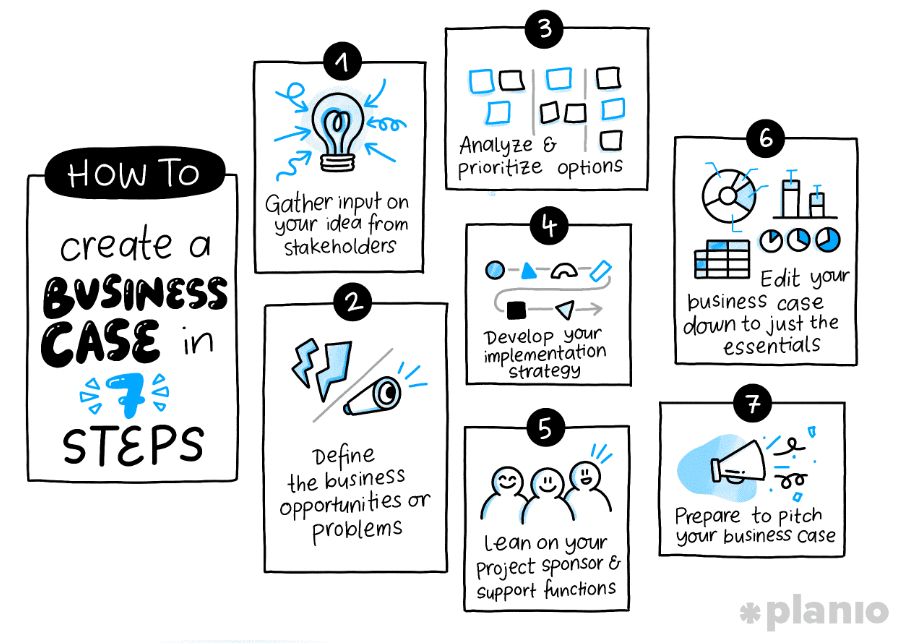 HOW TO
create a
BUSINESS
CASE in
7
STEPS
1
Gather input on
your idea from
stakeholders
2
Define
the business
opportunities or
problems
3
Analyze &
prioritize options
4
Develop your
implementation
strategy
5
Lean on your
project sponsor &
support functions
6
Edit your
business case
down to just the
essentials
7
Prepare to pitch
your business case
planio